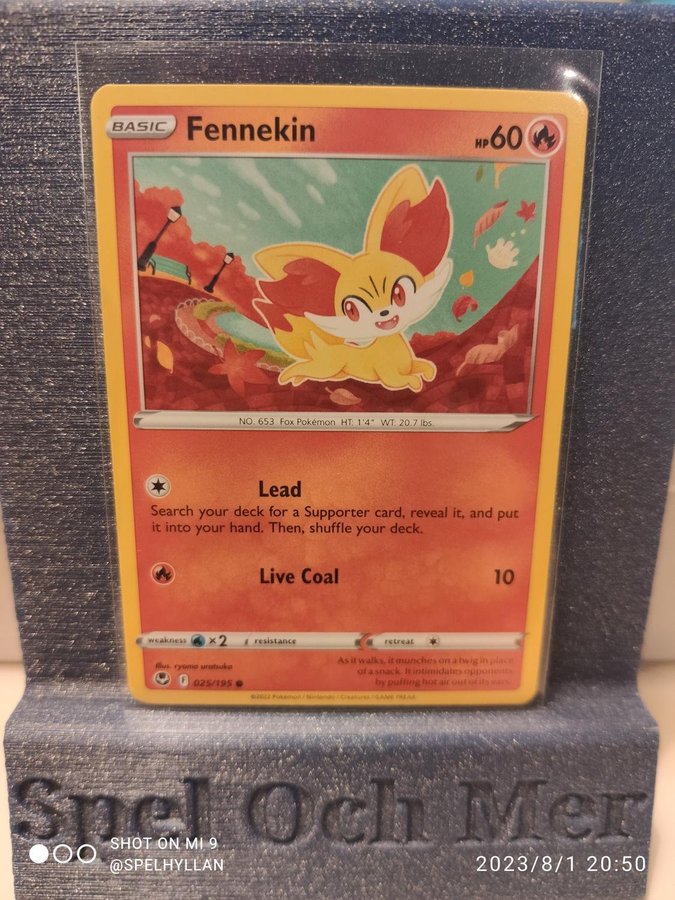 BASIC Fennekin HP60
NO. 653 Fox Pokémon HT: 1'4" WT: 20.7 lbs.
Lead
Search your deck for a Supporter card, reveal it, and put
it into your hand. Then, shuffle your deck.
Live Coal 10
weakness ×2 resistance retreat
Illus. ryoma uratsuka
As it walks, it munches on a twig in place
of a snack. It intimidates opponents
by puffing hot air out of its ears.
F 025/195
©2022 Pokémon / Nintendo / Creatures / GAME FREAK
Spel Och Mer
SHOT ON MI 9
@SPELHYLLAN
2023/8/1 20:50